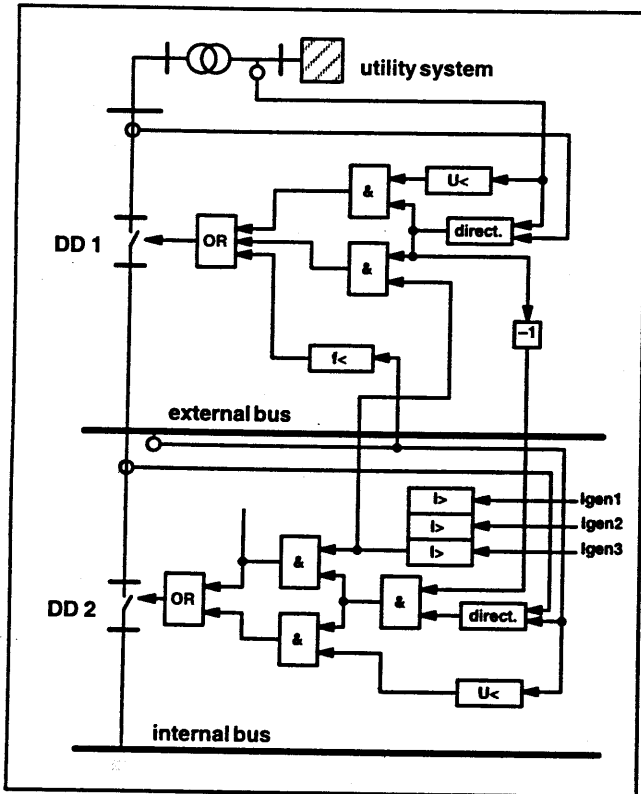 utility system
&
U<
DD 1
OR
direct.
&
−1
f<
external bus
I>
Igen1
I>
Igen2
I>
Igen3
&
DD 2
OR
&
direct.
&
U<
internal bus